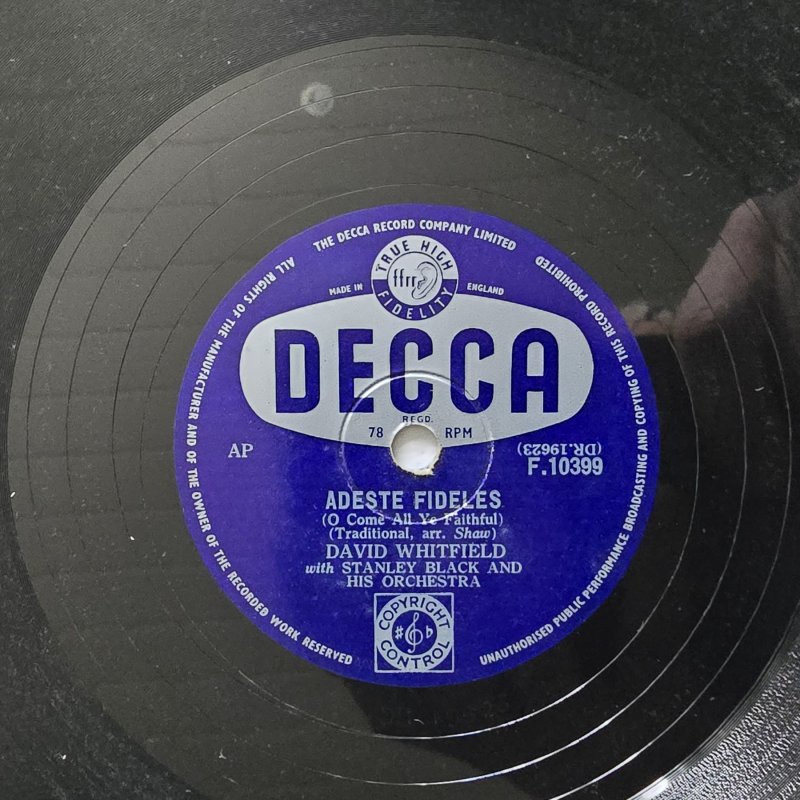 THE DECCA RECORD COMPANY LIMITED
ALL RIGHTS OF THE MANUFACTURER AND OF THE OWNER OF THE RECORDED WORK RESERVED
UNAUTHORISED PUBLIC PERFORMANCE BROADCASTING AND COPYING OF THIS RECORD PROHIBITED
TRUE HIGH
ffrr
FIDELITY
MADE IN ENGLAND
DECCA
REGD.
78 RPM
AP
(DR.19623)
F.10399
ADESTE FIDELES
(O Come All Ye Faithful)
(Traditional, arr. Shaw)
DAVID WHITFIELD
with STANLEY BLACK AND
HIS ORCHESTRA
COPYRIGHT
CONTROL